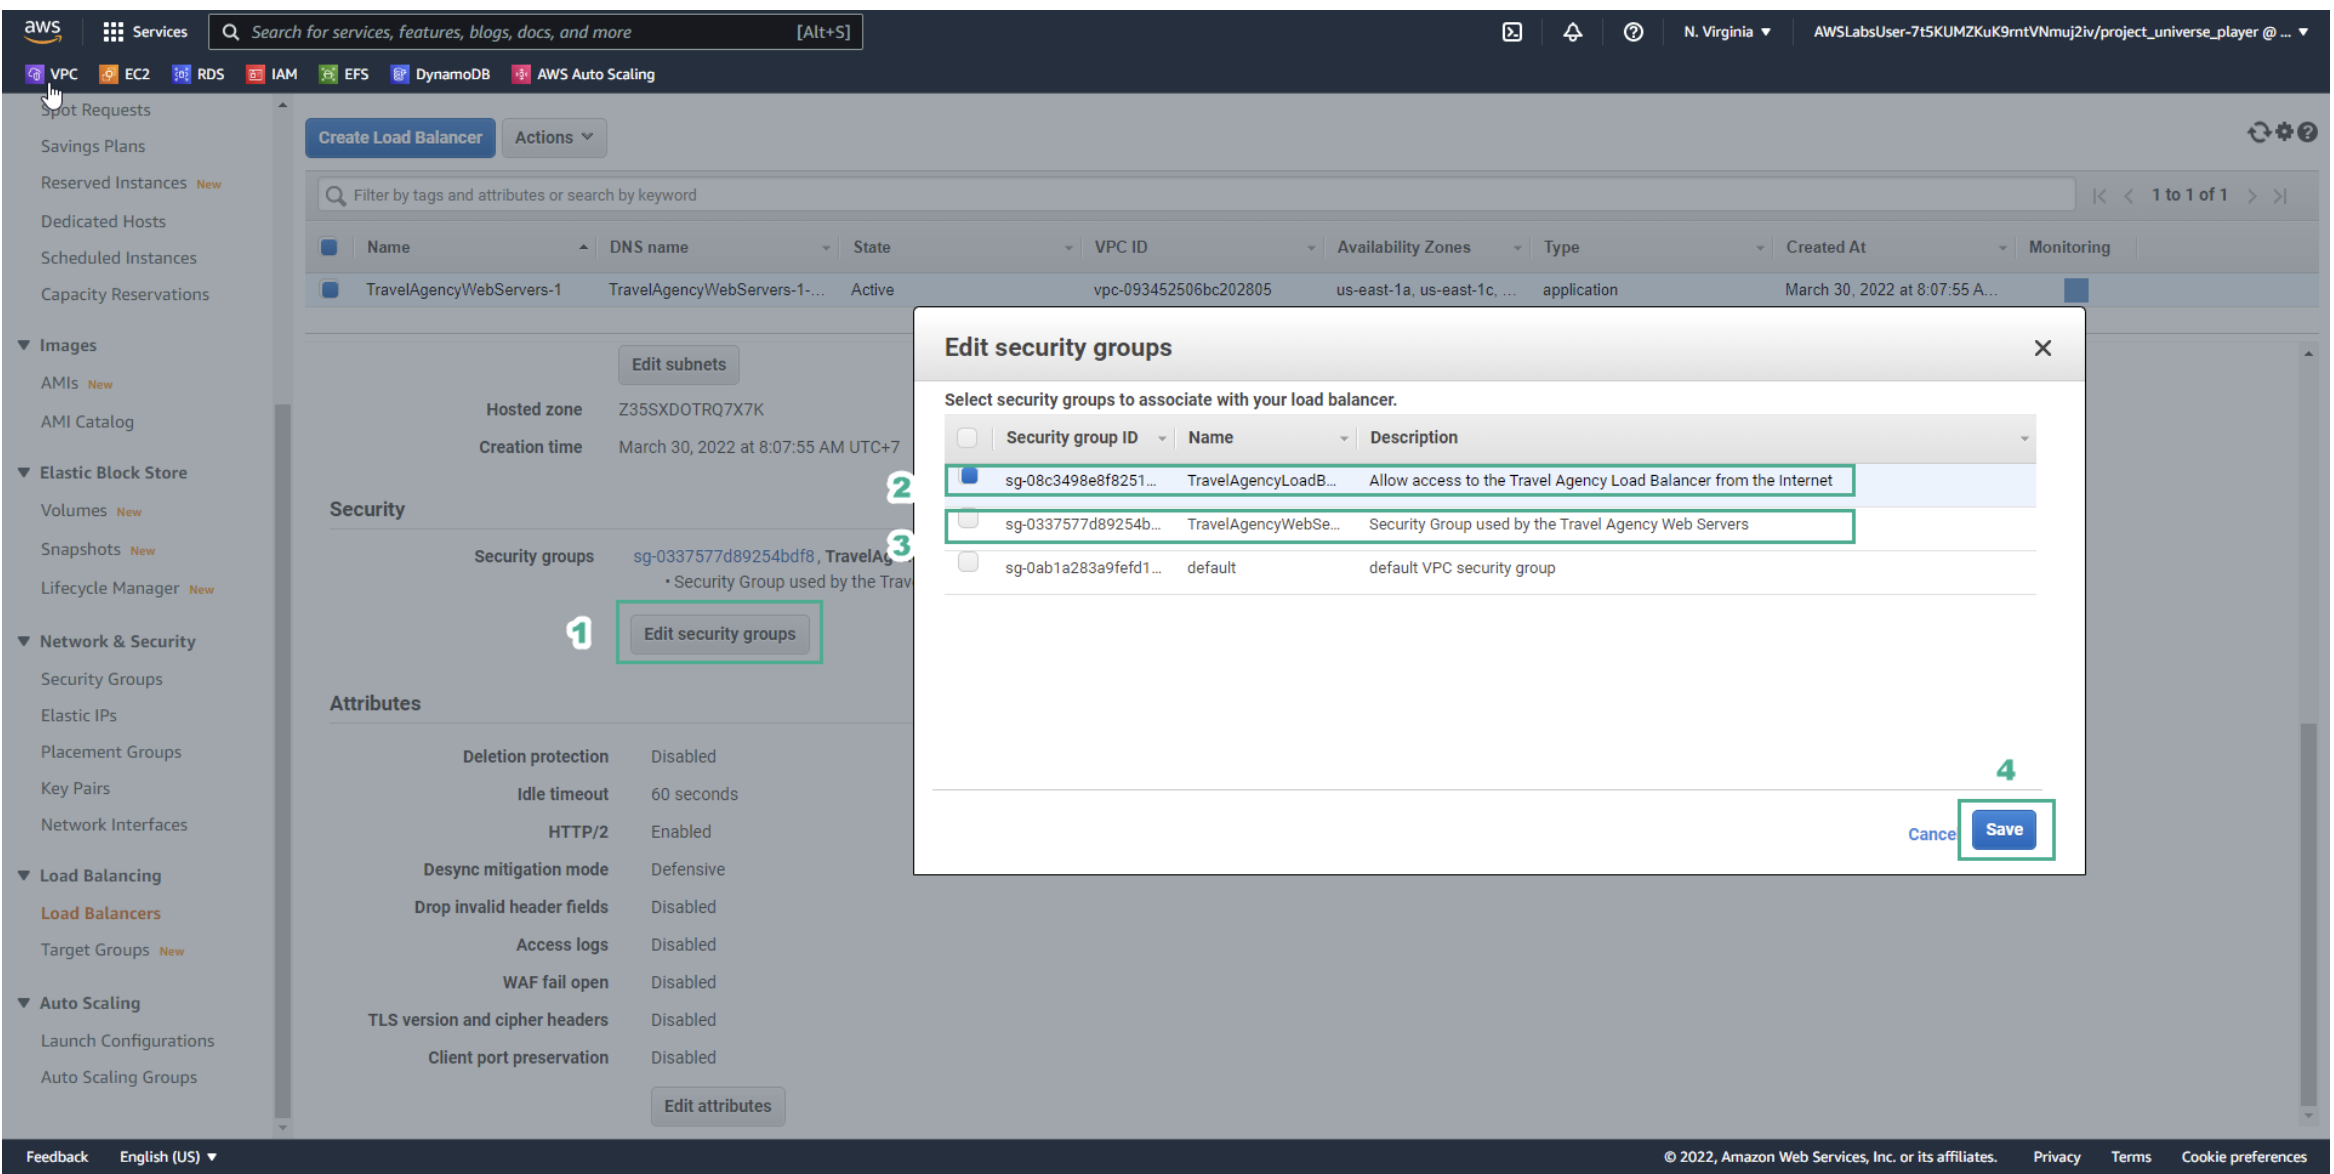 aws Services Search for services, features, blogs, docs, and more [Alt+S] N. Virginia ▼ AWSLabsUser-7t5KUMZKuK9rntVNmuj2iv/project_universe_player @ ... ▼
VPC EC2 RDS IAM EFS DynamoDB AWS Auto Scaling
Spot Requests
Savings Plans
Reserved Instances New
Dedicated Hosts
Scheduled Instances
Capacity Reservations
Images
AMIs New
AMI Catalog
Elastic Block Store
Volumes New
Snapshots New
Lifecycle Manager New
Network & Security
Security Groups
Elastic IPs
Placement Groups
Key Pairs
Network Interfaces
Load Balancing
Load Balancers
Target Groups New
Auto Scaling
Launch Configurations
Auto Scaling Groups
Create Load Balancer Actions
Filter by tags and attributes or search by keyword 1 to 1 of 1
Name DNS name State VPC ID Availability Zones Type Created At Monitoring
TravelAgencyWebServers-1 TravelAgencyWebServers-1-... Active vpc-093452506bc202805 us-east-1a, us-east-1c, ... application March 30, 2022 at 8:07:55 A...
Edit subnets
Hosted zone Z35SXDOTRQ7X7K
Creation time March 30, 2022 at 8:07:55 AM UTC+7
Security
Security groups sg-0337577d89254bdf8, TravelAg
• Security Group used by the Trav
1 Edit security groups
Attributes
Deletion protection Disabled
Idle timeout 60 seconds
HTTP/2 Enabled
Desync mitigation mode Defensive
Drop invalid header fields Disabled
Access logs Disabled
WAF fail open Disabled
TLS version and cipher headers Disabled
Client port preservation Disabled
Edit attributes
Edit security groups
Select security groups to associate with your load balancer.
Security group ID Name Description
2 sg-08c3498e8f8251... TravelAgencyLoadB... Allow access to the Travel Agency Load Balancer from the Internet
3 sg-0337577d89254b... TravelAgencyWebSe... Security Group used by the Travel Agency Web Servers
sg-0ab1a283a9fefd1... default default VPC security group
4
Cance Save
Feedback English (US) ▼ © 2022, Amazon Web Services, Inc. or its affiliates. Privacy Terms Cookie preferences